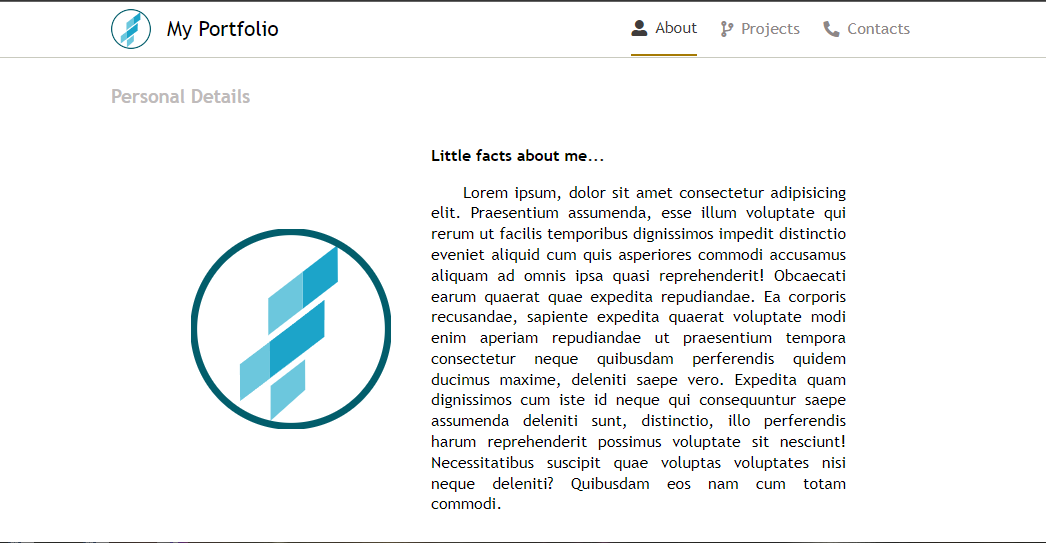 My Portfolio
About
Projects
Contacts
Personal Details
Little facts about me...
Lorem ipsum, dolor sit amet consectetur adipisicing
elit. Praesentium assumenda, esse illum voluptate qui
rerum ut facilis temporibus dignissimos impedit distinctio
eveniet aliquid cum quis asperiores commodi accusamus
aliquam ad omnis ipsa quasi reprehenderit! Obcaecati
earum quaerat quae expedita repudiandae. Ea corporis
recusandae, sapiente expedita quaerat voluptate modi
enim aperiam repudiandae ut praesentium tempora
consectetur neque quibusdam perferendis quidem
ducimus maxime, deleniti saepe vero. Expedita quam
dignissimos cum iste id neque qui consequuntur saepe
assumenda deleniti sunt, distinctio, illo perferendis
harum reprehenderit possimus voluptate sit nesciunt!
Necessitatibus suscipit quae voluptas voluptates nisi
neque deleniti? Quibusdam eos nam cum totam
commodi.